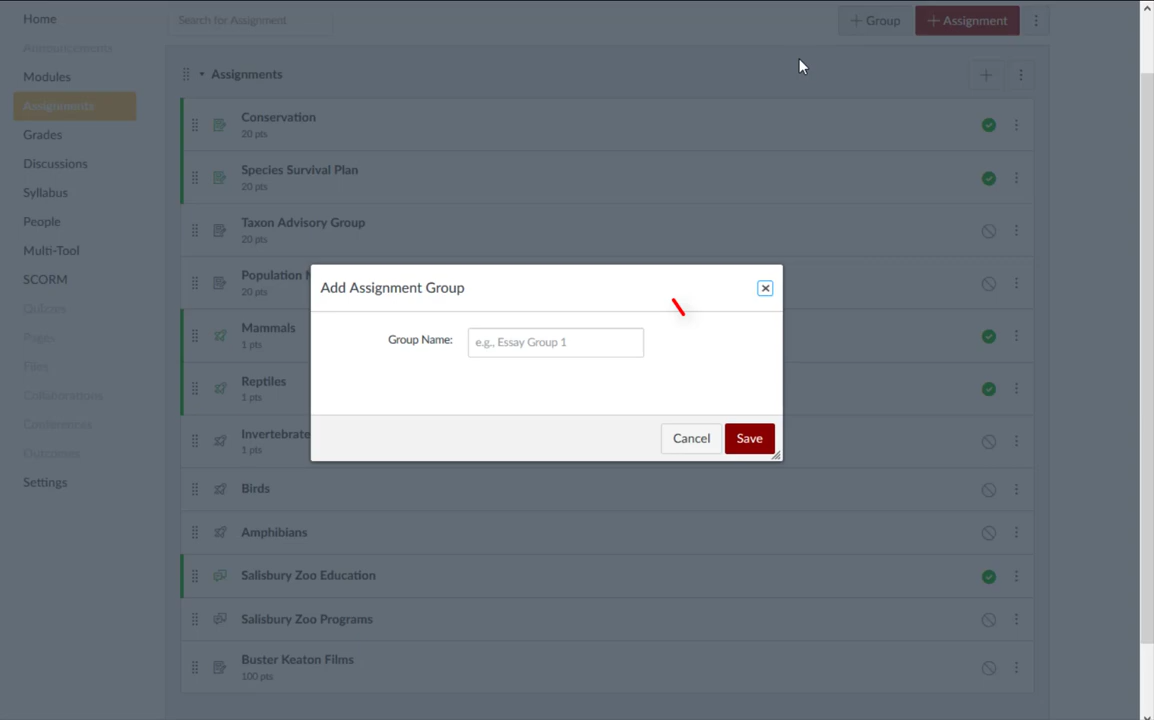 Home
Search for Assignment
Group
Assignment
Announcements
Modules
Assignments
Assignments
Grades
Discussions
Syllabus
People
Multi-Tool
SCORM
Quizzes
Pages
Files
Collaborations
Conferences
Outcomes
Settings
Conservation
20 pts
Species Survival Plan
20 pts
Taxon Advisory Group
20 pts
Population
20 pts
Mammals
1 pts
Reptiles
1 pts
Invertebrate
1 pts
Birds
Amphibians
Salisbury Zoo Education
Salisbury Zoo Programs
Buster Keaton Films
100 pts
Add Assignment Group
Group Name:
e.g., Essay Group 1
Cancel
Save